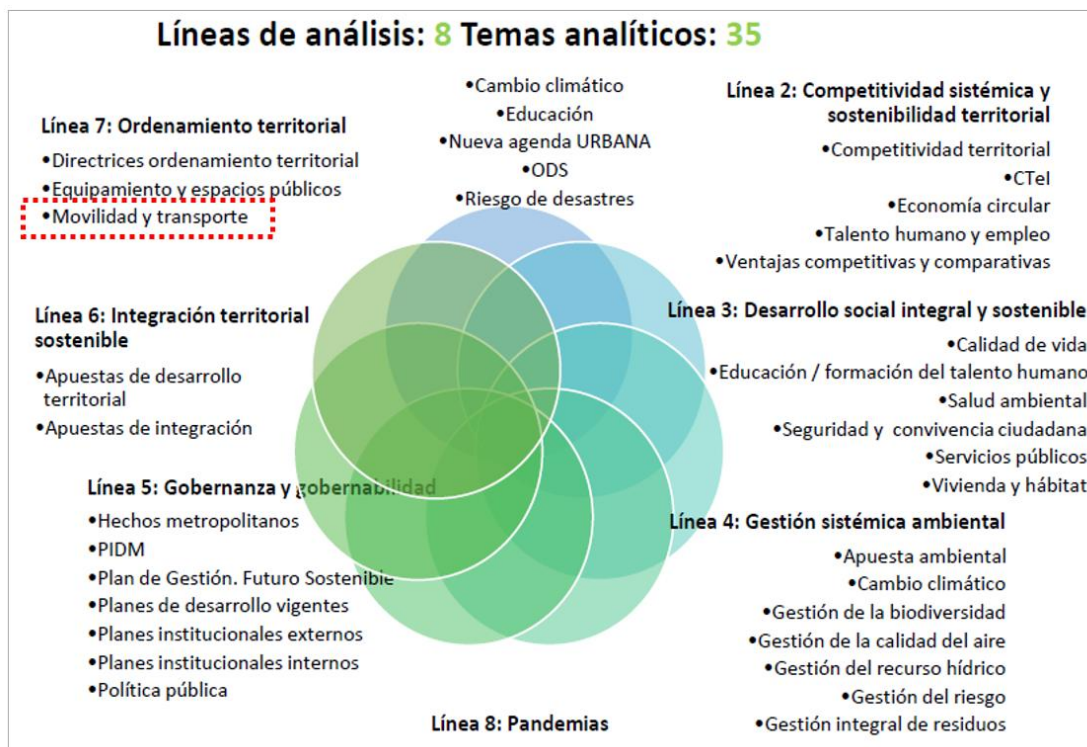 Líneas de análisis: 8 Temas analíticos: 35
•Cambio climático
•Educación
•Nueva agenda URBANA
•ODS
•Riesgo de desastres
Línea 2: Competitividad sistémica y
sostenibilidad territorial
•Competitividad territorial
•CTeI
•Economía circular
•Talento humano y empleo
•Ventajas competitivas y comparativas
Línea 3: Desarrollo social integral y sostenible
•Calidad de vida
•Educación / formación del talento humano
•Salud ambiental
•Seguridad y convivencia ciudadana
•Servicios públicos
•Vivienda y hábitat
Línea 4: Gestión sistémica ambiental
•Apuesta ambiental
•Cambio climático
•Gestión de la biodiversidad
•Gestión de la calidad del aire
•Gestión del recurso hídrico
•Gestión del riesgo
•Gestión integral de residuos
Línea 8: Pandemias
Línea 5: Gobernanza y gobernabilidad
•Hechos metropolitanos
•PIDM
•Plan de Gestión. Futuro Sostenible
•Planes de desarrollo vigentes
•Planes institucionales externos
•Planes institucionales internos
•Política pública
Línea 6: Integración territorial
sostenible
•Apuestas de desarrollo
territorial
•Apuestas de integración
Línea 7: Ordenamiento territorial
•Directrices ordenamiento territorial
•Equipamiento y espacios públicos
•Movilidad y transporte